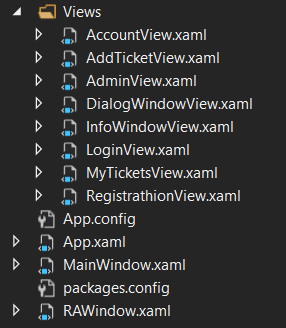 Views
AccountView.xaml
AddTicketView.xaml
AdminView.xaml
DialogWindowView.xaml
InfoWindowView.xaml
LoginView.xaml
MyTicketsView.xaml
RegistrathionView.xaml
App.config
App.xaml
MainWindow.xaml
packages.config
RAWindow.xaml